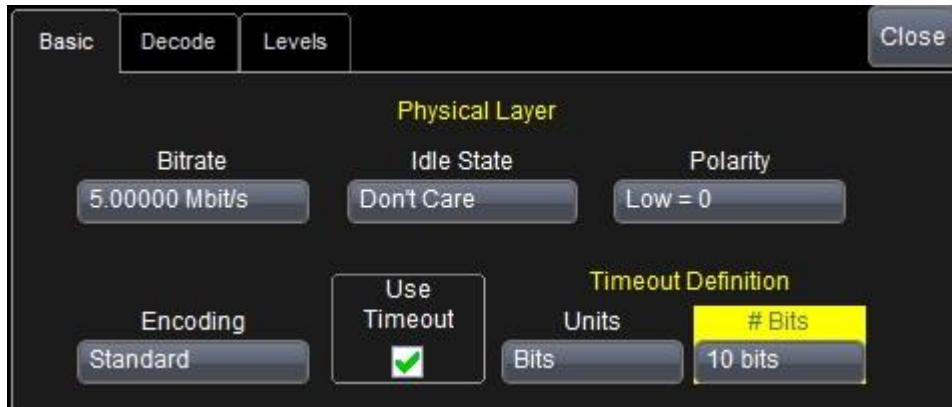 Basic
Decode
Levels
Close
Physical Layer
Bitrate
Idle State
Polarity
5.00000 Mbit/s
Don't Care
Low = 0
Timeout Definition
Encoding
Use
Timeout
Units
# Bits
Standard
Bits
10 bits